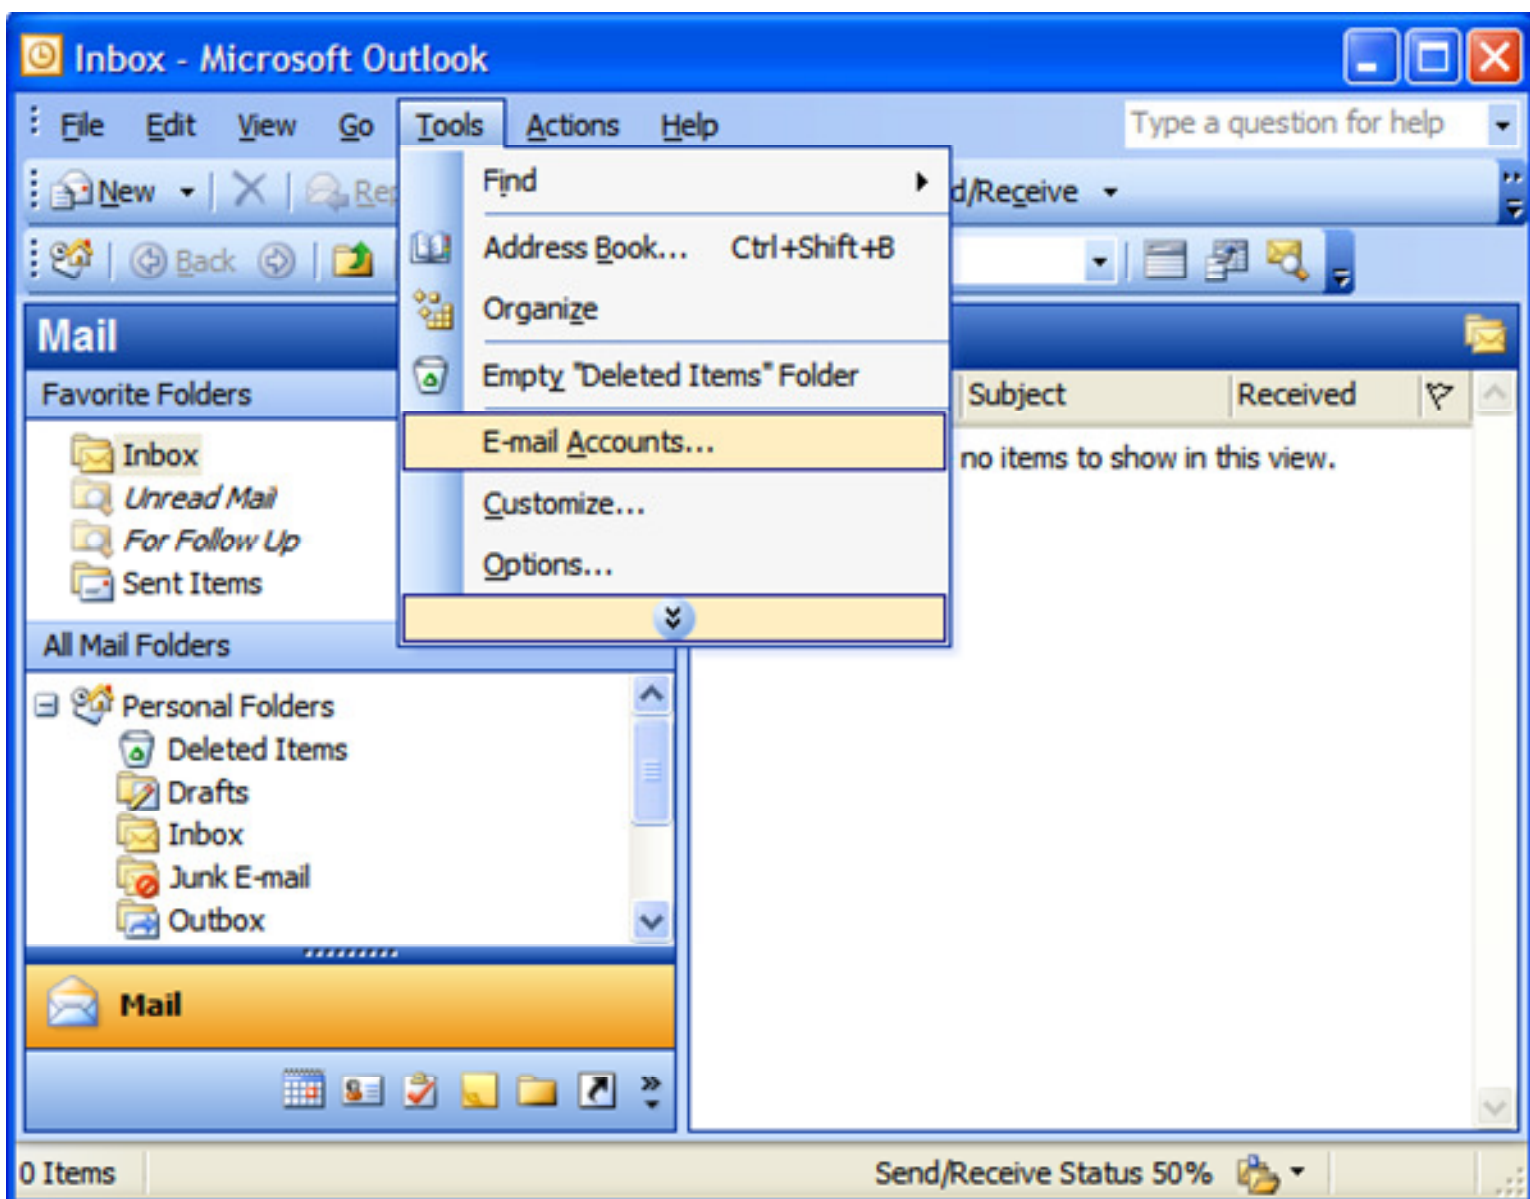 Inbox - Microsoft Outlook
File Edit View Go Tools Actions Help Type a question for help
New Rep d/Receive
Back
Find
Address Book... Ctrl+Shift+B
Organize
Empty "Deleted Items" Folder
E-mail Accounts...
Customize...
Options...
Mail
Favorite Folders
Inbox
Unread Mail
For Follow Up
Sent Items
All Mail Folders
Personal Folders
Deleted Items
Drafts
Inbox
Junk E-mail
Outbox
Mail
Subject Received
no items to show in this view.
0 Items Send/Receive Status 50%